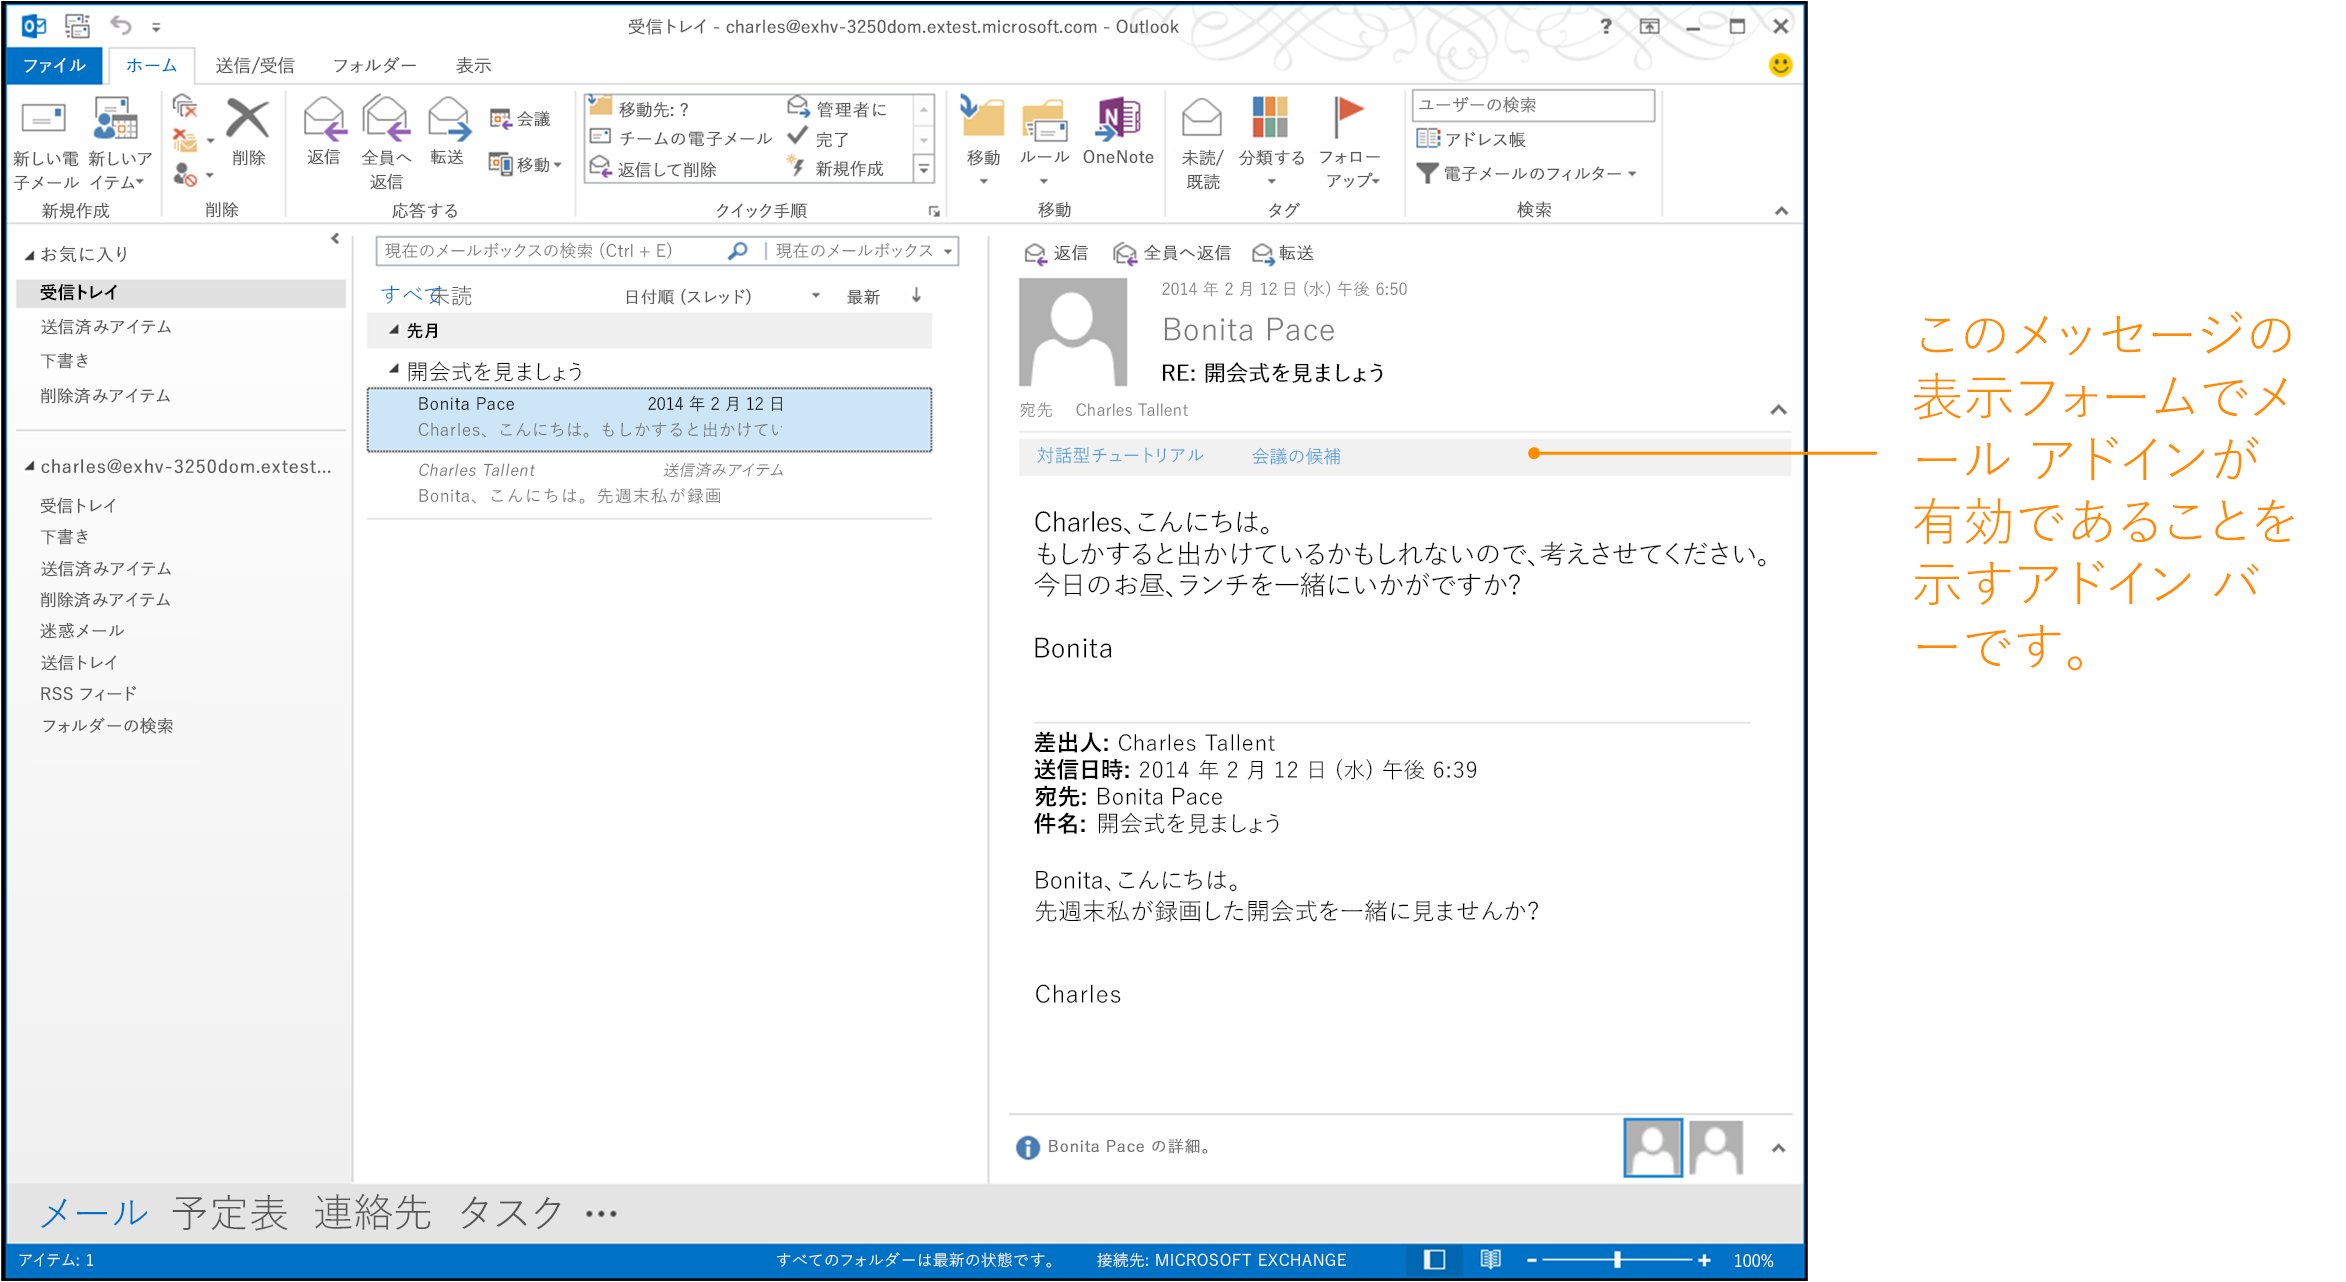 受信トレイ - charles@exhv-3250dom.extest.microsoft.com - Outlook
?
ファイル ホーム 送信/受信 フォルダー 表示
新しい電
子メール
新しいア
イテム
新規作成
削除
削除
返信
全員へ
返信
転送
会議
移動
応答する
移動先: ?
チームの電子メール
返信して削除
管理者に
完了
新規作成
クイック手順
移動
ルール
OneNote
移動
未読/
既読
分類する
フォロー
アップ
タグ
ユーザーの検索
アドレス帳
電子メールのフィルター
検索
お気に入り
受信トレイ
送信済みアイテム
下書き
削除済みアイテム
charles@exhv-3250dom.extest...
受信トレイ
下書き
送信済みアイテム
削除済みアイテム
迷惑メール
送信トレイ
RSS フィード
フォルダーの検索
現在のメールボックスの検索 (Ctrl + E) 現在のメールボックス
すべて 未読 日付順 (スレッド) 最新 ↓
先月
開会式を見ましょう
Bonita Pace 2014 年 2 月 12 日
Charles、こんにちは。もしかすると出かけてい
Charles Tallent 送信済みアイテム
Bonita、こんにちは。先週末私が録画
返信 全員へ返信 転送
2014 年 2 月 12 日 (水) 午後 6:50
Bonita Pace
RE: 開会式を見ましょう
宛先 Charles Tallent
対話型チュートリアル 会議の候補
Charles、こんにちは。
もしかすると出かけているかもしれないので、考えさせてください。
今日のお昼、ランチを一緒にいかがですか?
Bonita
差出人: Charles Tallent
送信日時: 2014 年 2 月 12 日 (水) 午後 6:39
宛先: Bonita Pace
件名: 開会式を見ましょう
Bonita、こんにちは。
先週末私が録画した開会式を一緒に見ませんか?
Charles
Bonita Pace の詳細。
メール 予定表 連絡先 タスク •••
アイテム: 1 すべてのフォルダーは最新の状態です。 接続先: MICROSOFT EXCHANGE 100%
このメッセージの
表示フォームでメ
ール アドインが
有効であることを
示すアドイン バ
ーです。